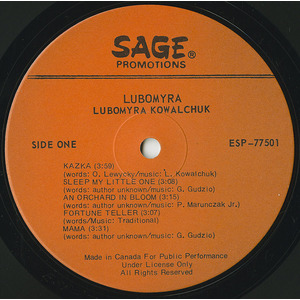 SAGE®
PROMOTIONS
LUBOMYRA
LUBOMYRA KOWALCHUK
SIDE ONE
ESP-77501
KAZKA (3:59)
(words: O. Lewycky/music: L. Kowalchuk)
SLEEP MY LITTLE ONE (3:08)
(words: author unknown/music: G. Gudzio)
AN ORCHARD IN BLOOM (3:15)
(words: author unknown/music: P. Marunczak Jr.)
FORTUNE TELLER (3:07)
(words/Music: Traditional)
MAMA (3:31)
(words: author unknown/music: G. Gudzio)
Made in Canada For Public Performance
Under License Only
All Rights Reserved